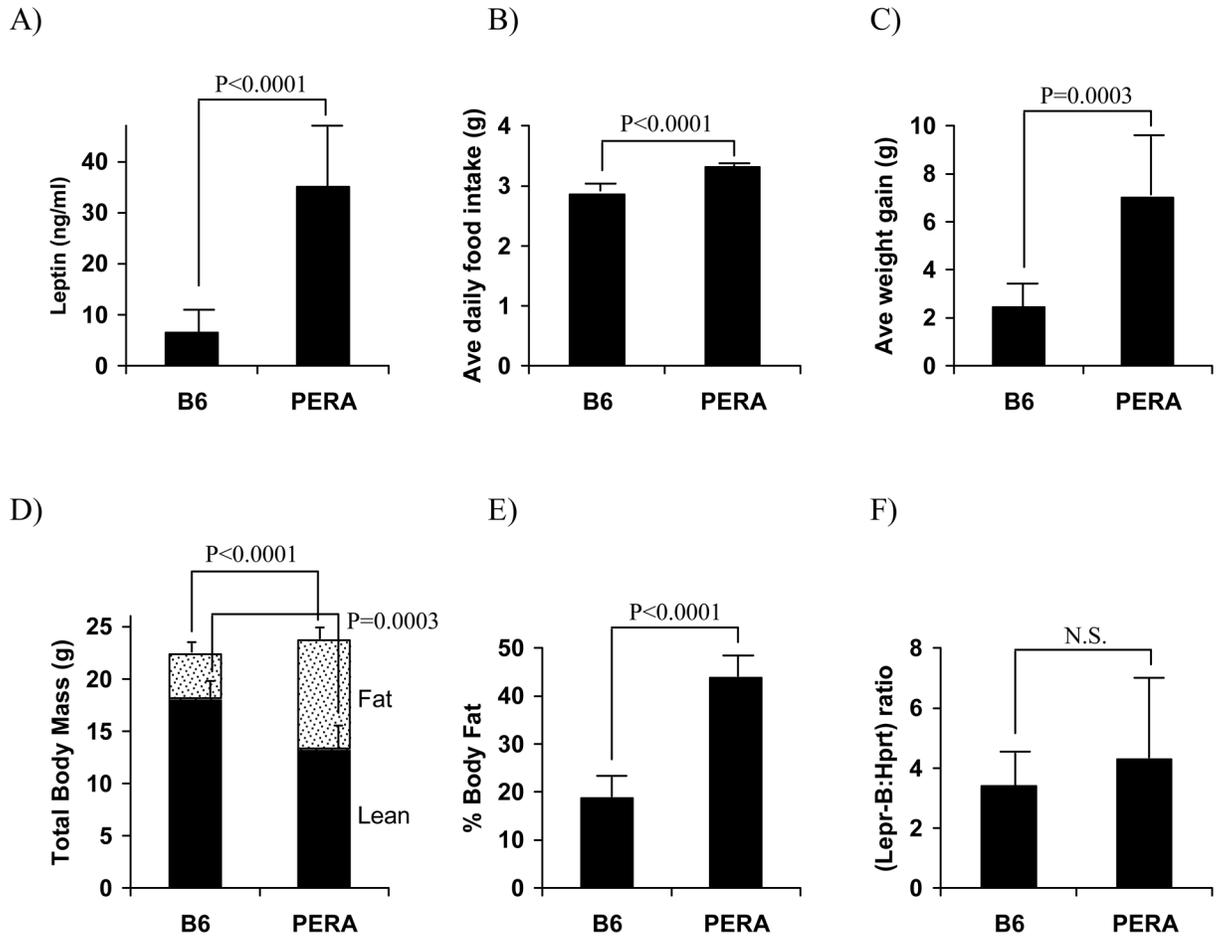 A)
P<0.0001
Leptin (ng/ml)
40
30
20
10
0
B6
PERA
B)
P<0.0001
Ave daily food intake (g)
4
3
2
1
0
B6
PERA
C)
P=0.0003
Ave weight gain (g)
10
8
6
4
2
0
B6
PERA
D)
P<0.0001
P=0.0003
Total Body Mass (g)
25
20
15
10
5
0
Fat
Lean
B6
PERA
E)
P<0.0001
% Body Fat
50
40
30
20
10
0
B6
PERA
F)
N.S.
(Lepr-B:Hprt) ratio
8
6
4
2
0
B6
PERA